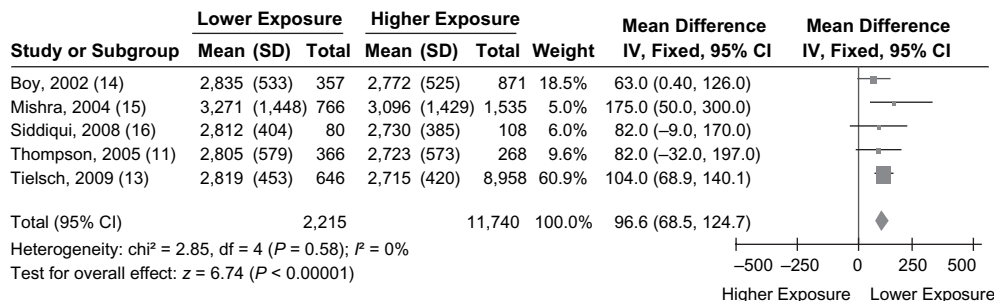 Lower Exposure Higher Exposure Mean Difference Mean Difference
Study or Subgroup Mean (SD) Total Mean (SD) Total Weight IV, Fixed, 95% CI IV, Fixed, 95% CI
Boy, 2002 (14) 2,835 (533) 357 2,772 (525) 871 18.5% 63.0 (0.40, 126.0)
Mishra, 2004 (15) 3,271 (1,448) 766 3,096 (1,429) 1,535 5.0% 175.0 (50.0, 300.0)
Siddiqui, 2008 (16) 2,812 (404) 80 2,730 (385) 108 6.0% 82.0 (–9.0, 170.0)
Thompson, 2005 (11) 2,805 (579) 366 2,723 (573) 268 9.6% 82.0 (–32.0, 197.0)
Tielsch, 2009 (13) 2,819 (453) 646 2,715 (420) 8,958 60.9% 104.0 (68.9, 140.1)
Total (95% CI) 2,215 11,740 100.0% 96.6 (68.5, 124.7)
Heterogeneity: chi² = 2.85, df = 4 (P = 0.58); I² = 0%
Test for overall effect: z = 6.74 (P < 0.00001)
–500 –250 0 250 500
Higher Exposure Lower Exposure